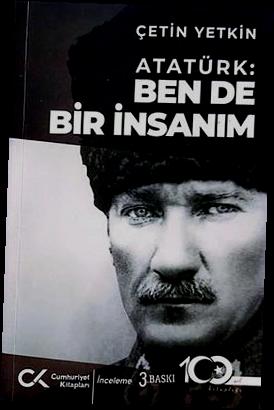 ÇETİN YETKİN
ATATÜRK:
BEN DE
BİR İNSANIM
Cumhuriyet
Kitapları
İnceleme
3.BASKI
100